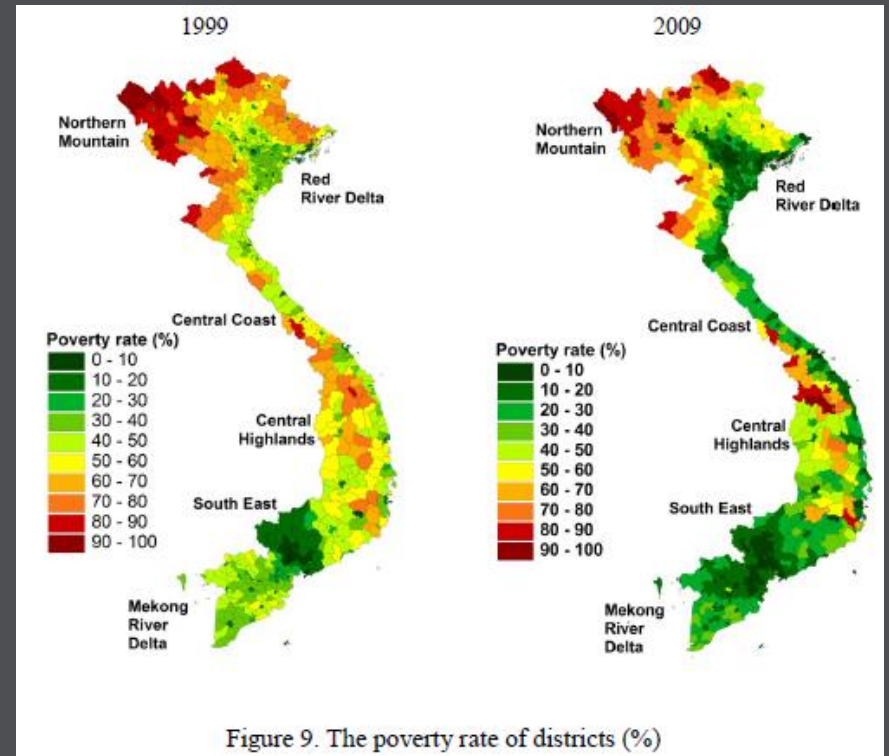 1999
2009
Northern
Mountain
Red
River Delta
Central Coast
Poverty rate (%)
0 - 10
10 - 20
20 - 30
30 - 40
40 - 50
50 - 60
60 - 70
70 - 80
80 - 90
90 - 100
Central
Highlands
South East
Mekong
River
Delta
Northern
Mountain
Red
River Delta
Central Coast
Poverty rate (%)
0 - 10
10 - 20
20 - 30
30 - 40
40 - 50
50 - 60
60 - 70
70 - 80
80 - 90
90 - 100
Central
Highlands
South East
Mekong
River
Delta
Figure 9. The poverty rate of districts (%)